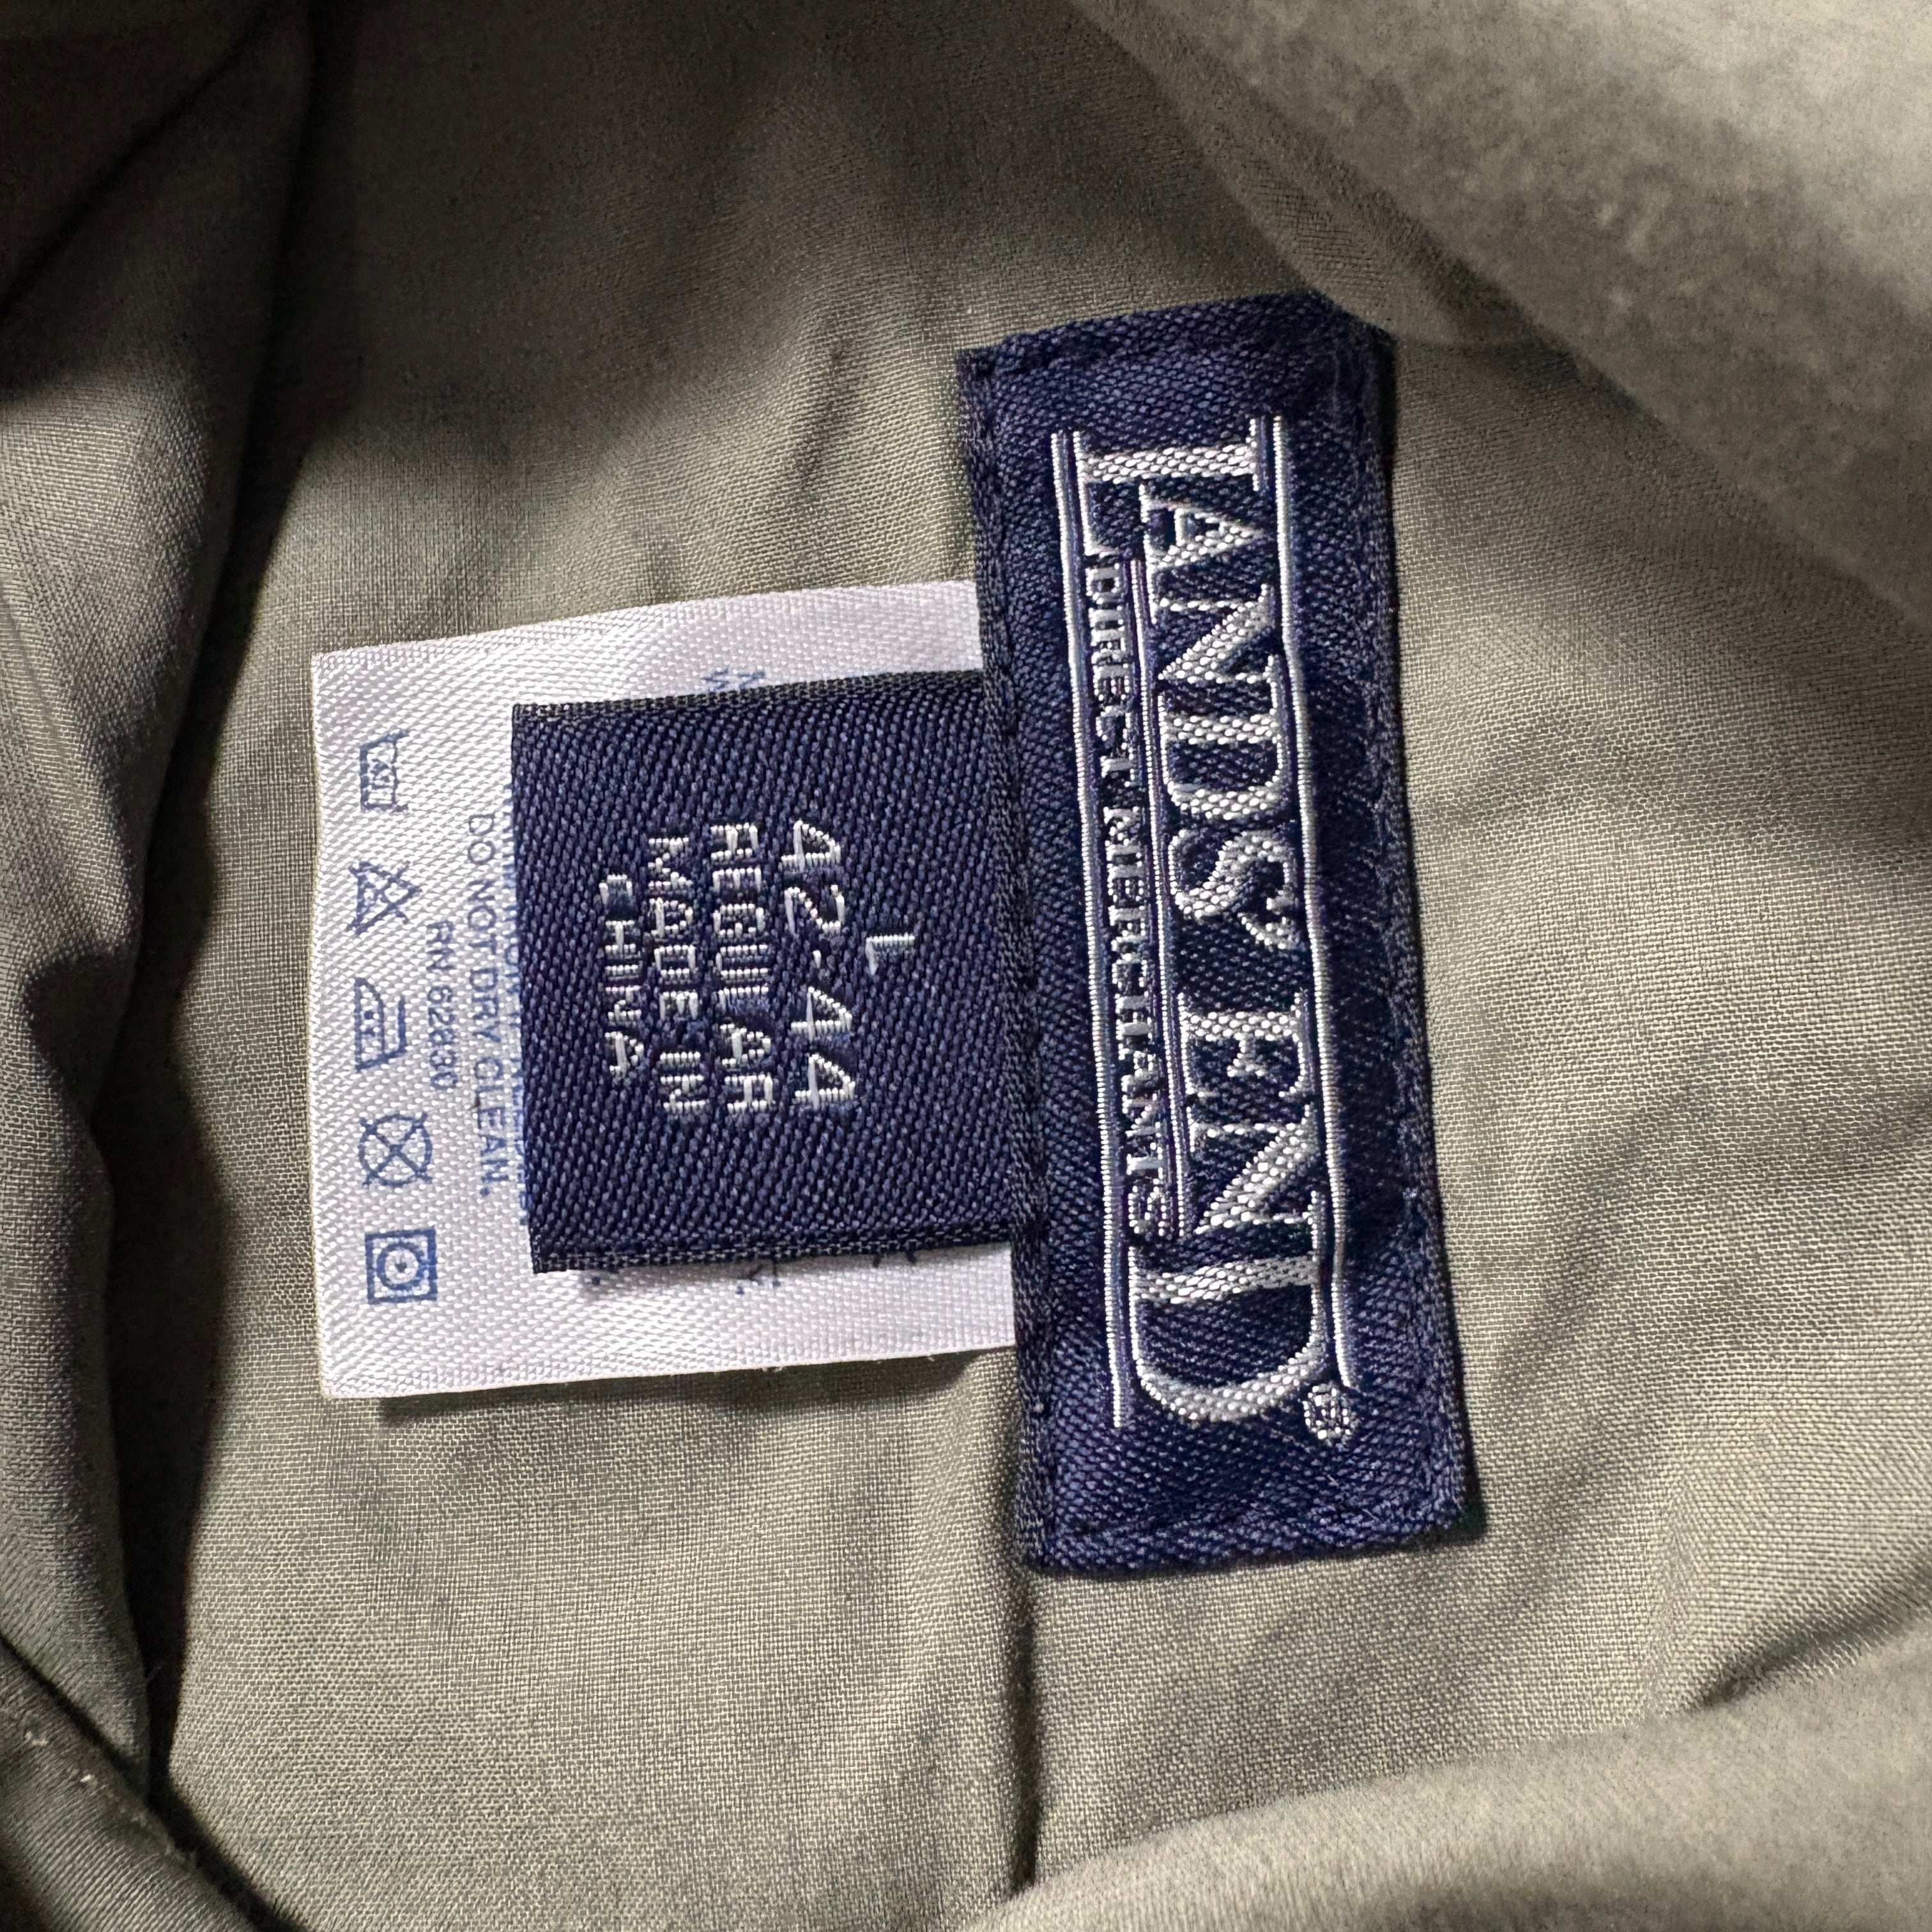 LANDS' END®
DIRECT MERCHANTS
L
42-44
REGULAR
MADE IN
CHINA
DO NOT DRY CLEAN.
RN 62830